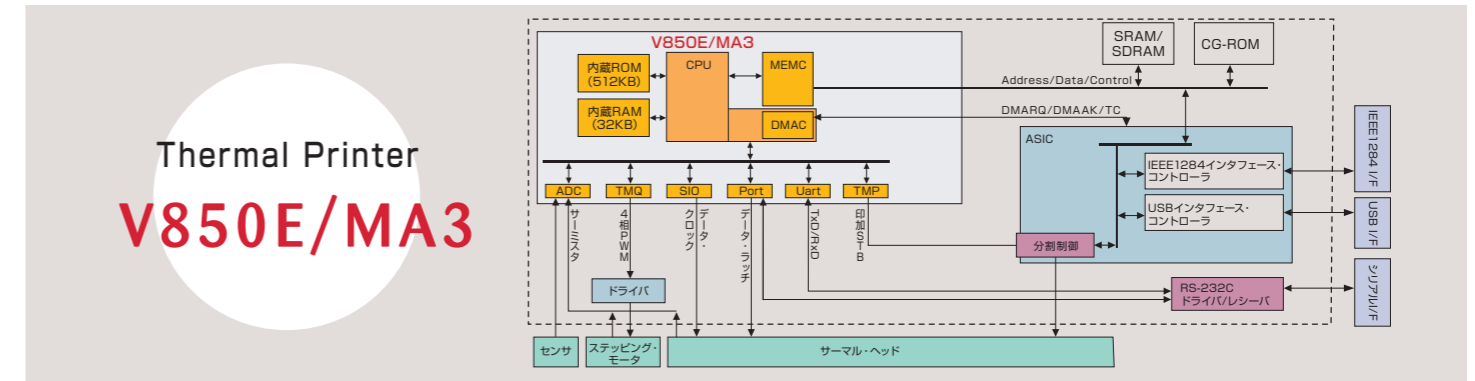 Thermal Printer
V850E/MA3
V850E/MA3
内蔵ROM
(512KB)
CPU
MEMC
内蔵RAM
(32KB)
DMAC
SRAM/
SDRAM
CG-ROM
Address/Data/Control
DMARQ/DMAAK/TC
ASIC
IEEE1284インタフェース・
コントローラ
USBインタフェース・
コントローラ
分割制御
IEEE1284 I/F
USB I/F
シリアルI/F
ADC
TMQ
SIO
Port
Uart
TMP
サーミスタ
4相PWM
データ・
クロック
データ・ラッチ
TxD/RxD
印加STB
ドライバ
RS-232C
ドライバ/レシーバ
センサ
ステッピング・
モータ
サーマル・ヘッド